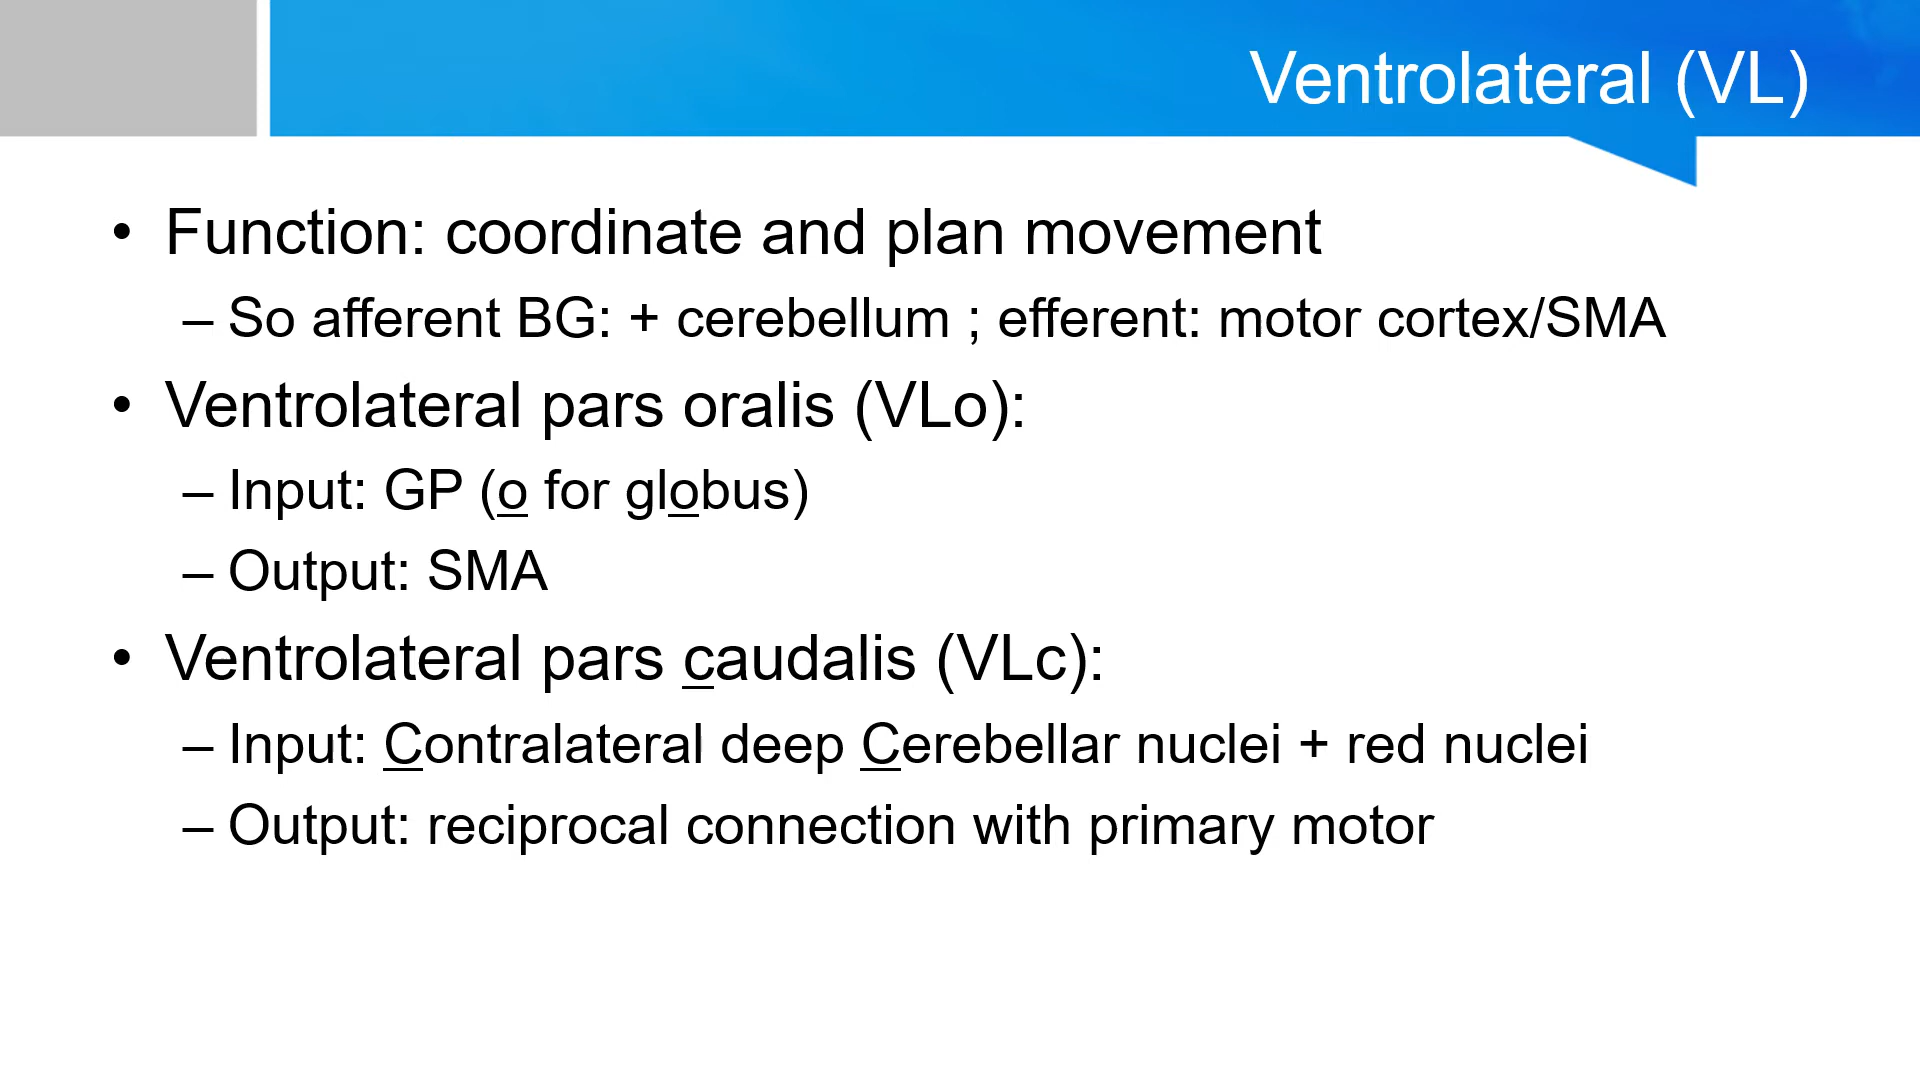 Ventrolateral (VL)
• Function: coordinate and plan movement
– So afferent BG: + cerebellum ; efferent: motor cortex/SMA
• Ventrolateral pars oralis (VLo):
– Input: GP (o for globus)
– Output: SMA
• Ventrolateral pars caudalis (VLc):
– Input: Contralateral deep Cerebellar nuclei + red nuclei
– Output: reciprocal connection with primary motor